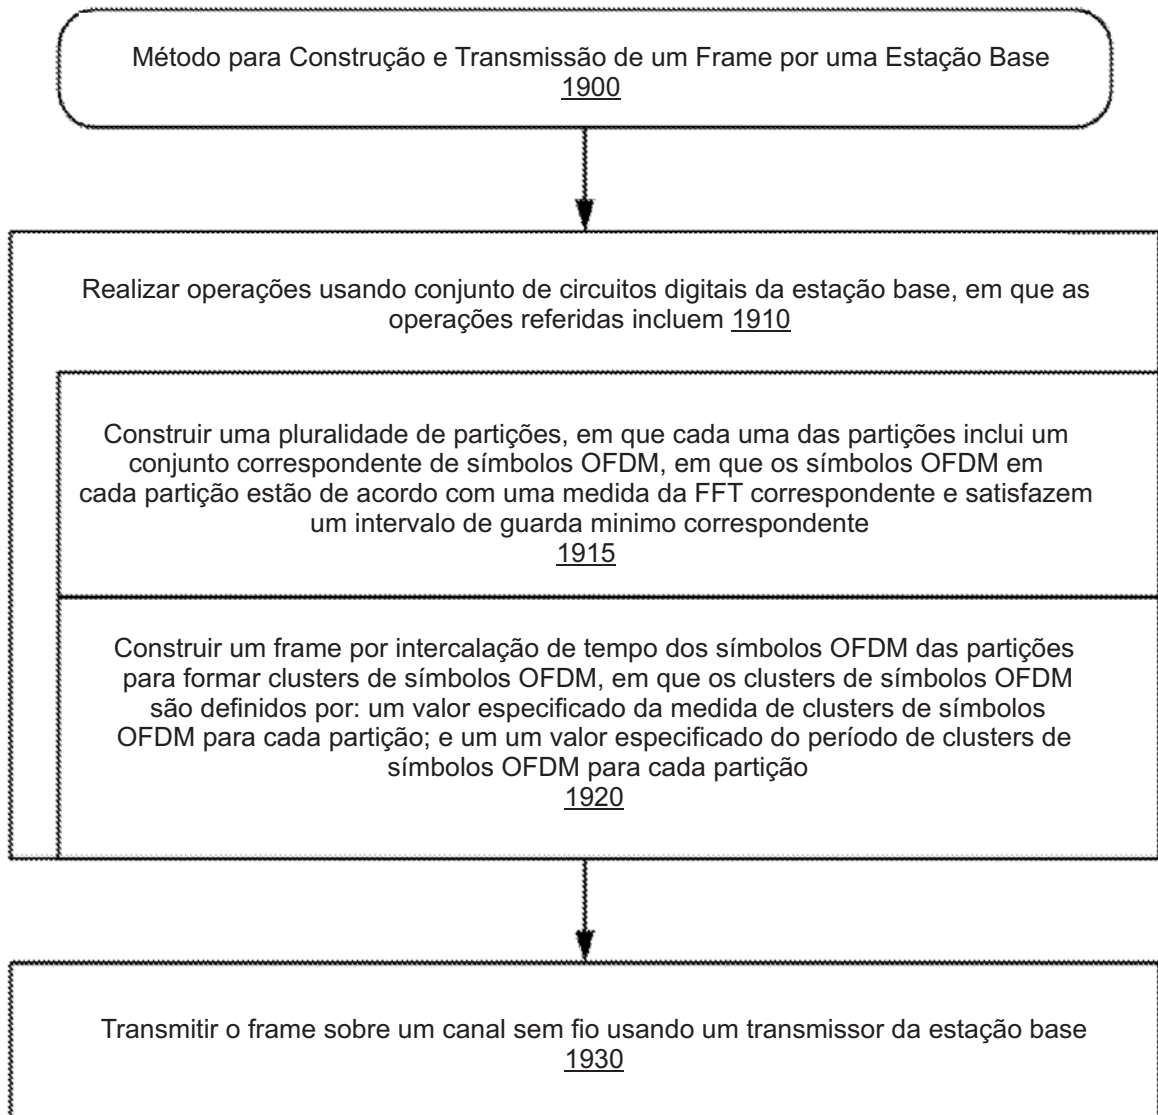 Método para Construção e Transmissão de um Frame por uma Estação Base
1900
Realizar operações usando conjunto de circuitos digitais da estação base, em que as
operações referidas incluem 1910
Construir uma pluralidade de partições, em que cada uma das partições inclui um
conjunto correspondente de símbolos OFDM, em que os símbolos OFDM em
cada partição estão de acordo com uma medida da FFT correspondente e satisfazem
um intervalo de guarda minimo correspondente
1915
Construir um frame por intercalação de tempo dos símbolos OFDM das partições
para formar clusters de símbolos OFDM, em que os clusters de símbolos OFDM
são definidos por: um valor especificado da medida de clusters de símbolos
OFDM para cada partição; e um um valor especificado do período de clusters de
símbolos OFDM para cada partição
1920
Transmitir o frame sobre um canal sem fio usando um transmissor da estação base
1930